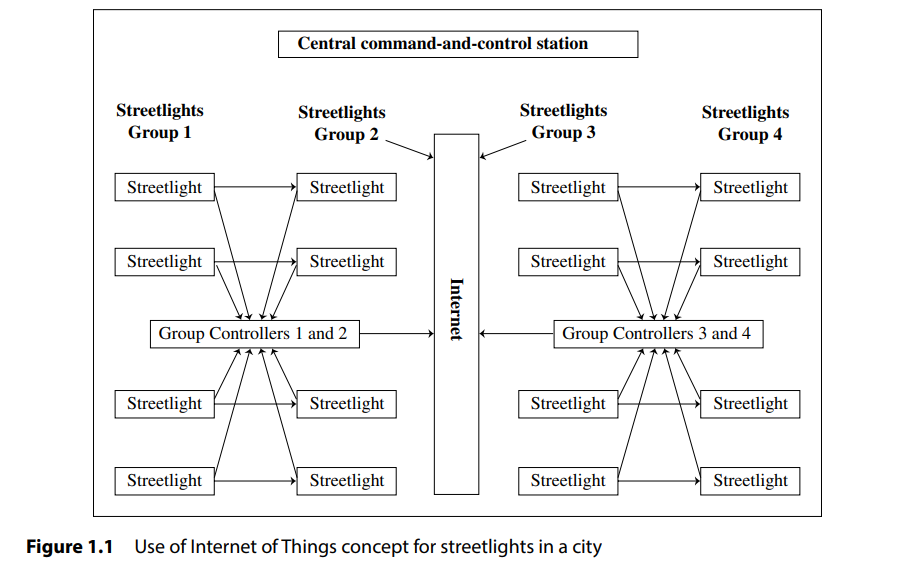 Central command-and-control station
Streetlights
Group 1
Streetlights
Group 2
Streetlights
Group 3
Streetlights
Group 4
Streetlight
Streetlight
Streetlight
Streetlight
Streetlight
Streetlight
Streetlight
Streetlight
Internet
Group Controllers 1 and 2
Group Controllers 3 and 4
Streetlight
Streetlight
Streetlight
Streetlight
Streetlight
Streetlight
Streetlight
Streetlight
Figure 1.1 Use of Internet of Things concept for streetlights in a city